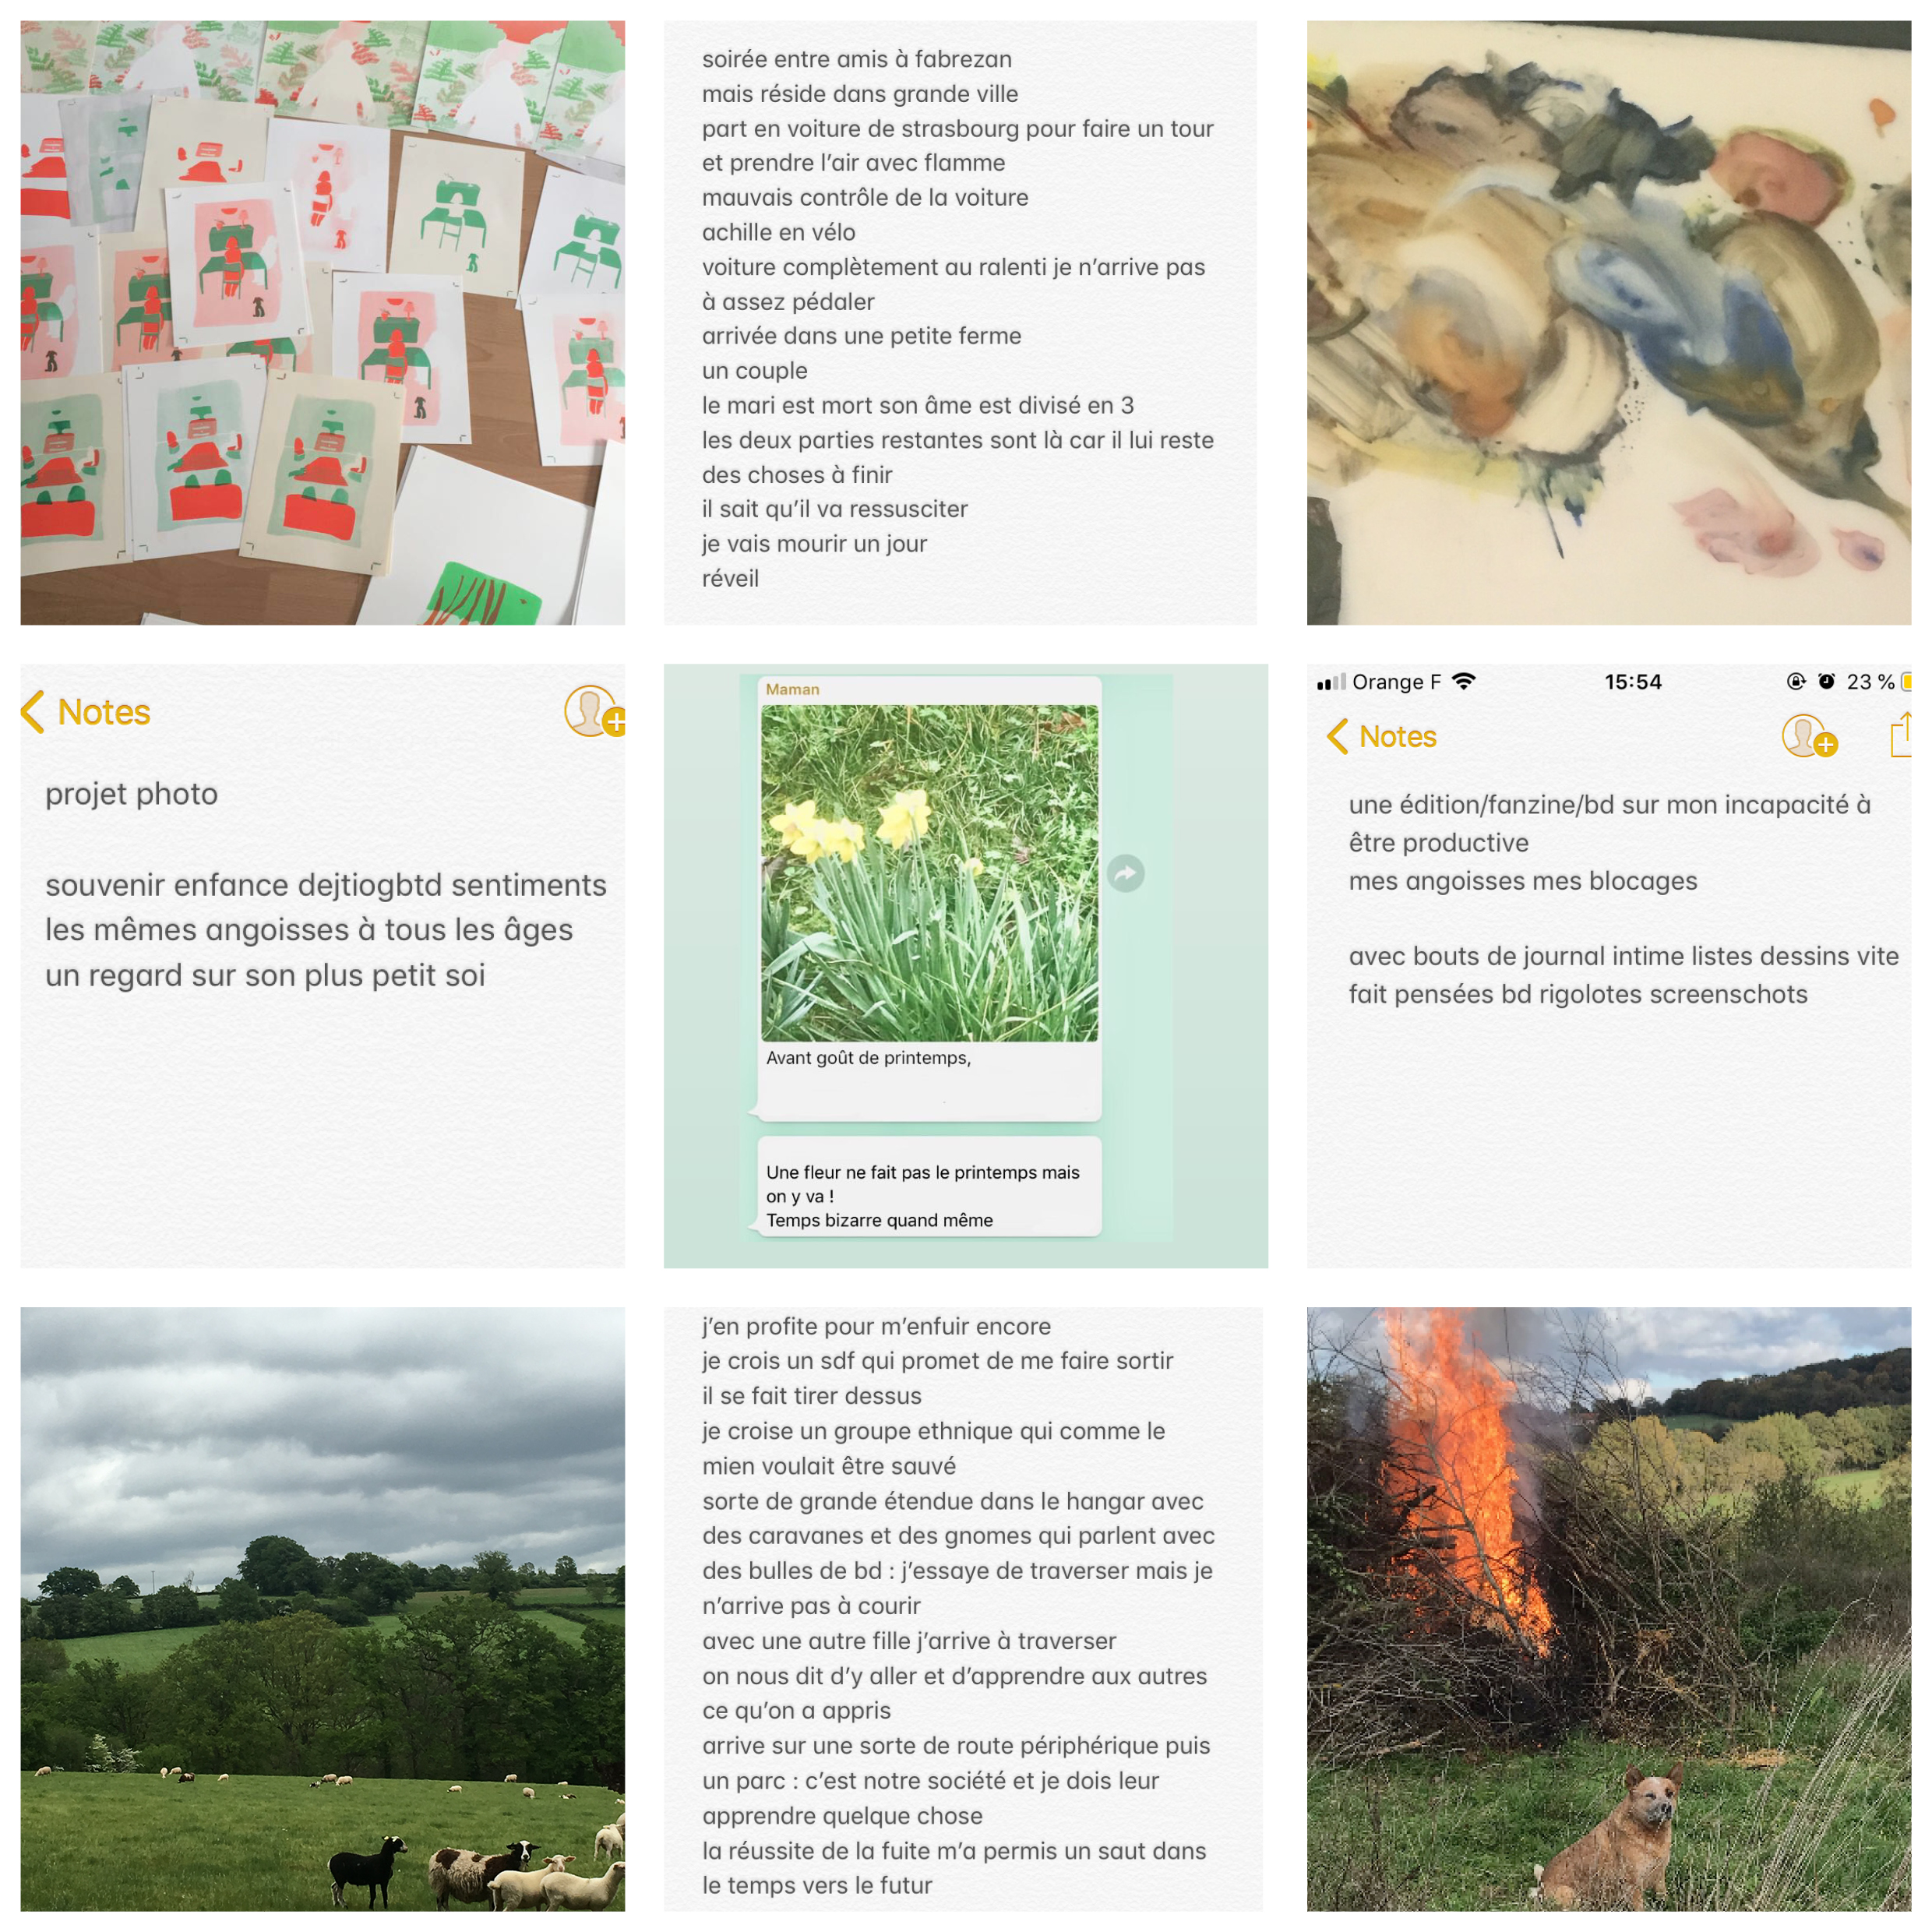 soirée entre amis à fabrezan
mais réside dans grande ville
part en voiture de strasbourg pour faire un tour
et prendre l'air avec flamme
mauvais contrôle de la voiture
achille en vélo
voiture complètement au ralenti je n'arrive pas
à assez pédaler
arrivée dans une petite ferme
un couple
le mari est mort son âme est divisé en 3
les deux parties restantes sont là car il lui reste
des choses à finir
il sait qu'il va ressusciter
je vais mourir un jour
réveil
Notes
projet photo
souvenir enfance dejtiogbtd sentiments
les mêmes angoisses à tous les âges
un regard sur son plus petit soi
Maman
Avant goût de printemps,
Une fleur ne fait pas le printemps mais
on y va !
Temps bizarre quand même
Orange F 15:54 23 %
Notes
une édition/fanzine/bd sur mon incapacité à
être productive
mes angoisses mes blocages
avec bouts de journal intime listes dessins vite
fait pensées bd rigolotes screenschots
j'en profite pour m'enfuir encore
je crois un sdf qui promet de me faire sortir
il se fait tirer dessus
je croise un groupe ethnique qui comme le
mien voulait être sauvé
sorte de grande étendue dans le hangar avec
des caravanes et des gnomes qui parlent avec
des bulles de bd : j'essaye de traverser mais je
n'arrive pas à courir
avec une autre fille j'arrive à traverser
on nous dit d'y aller et d'apprendre aux autres
ce qu'on a appris
arrive sur une sorte de route périphérique puis
un parc : c'est notre société et je dois leur
apprendre quelque chose
la réussite de la fuite m'a permis un saut dans
le temps vers le futur